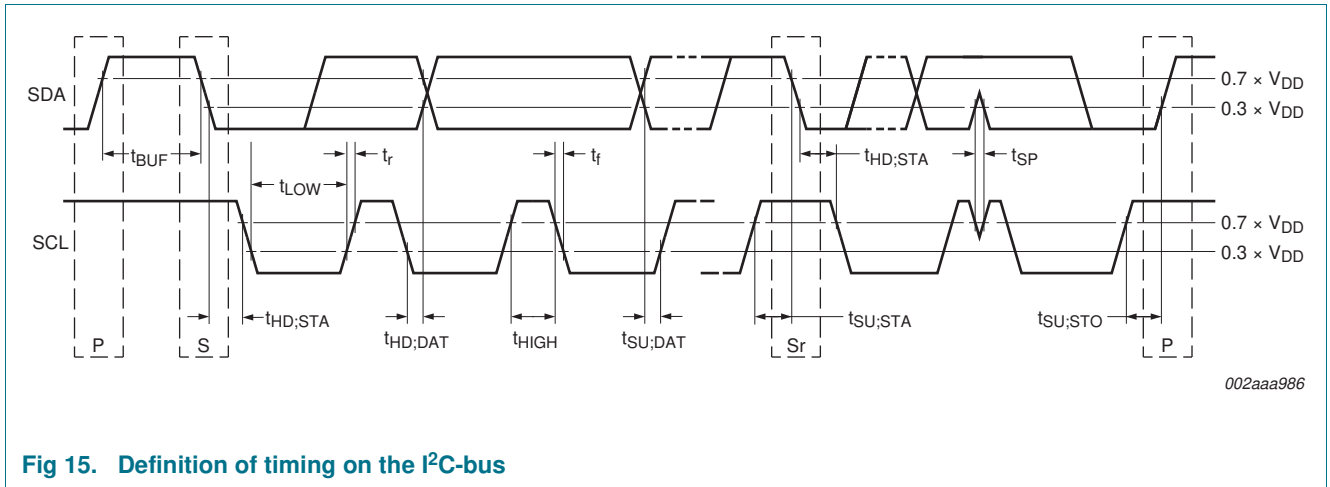 SDA
0.7 × VDD
0.3 × VDD
tBUF
tr
tf
tHD;STA
tSP
tLOW
SCL
0.7 × VDD
0.3 × VDD
tHD;STA
tHD;DAT
tHIGH
tSU;DAT
tSU;STA
tSU;STO
P
S
Sr
P
002aaa986
Fig 15. Definition of timing on the I²C-bus